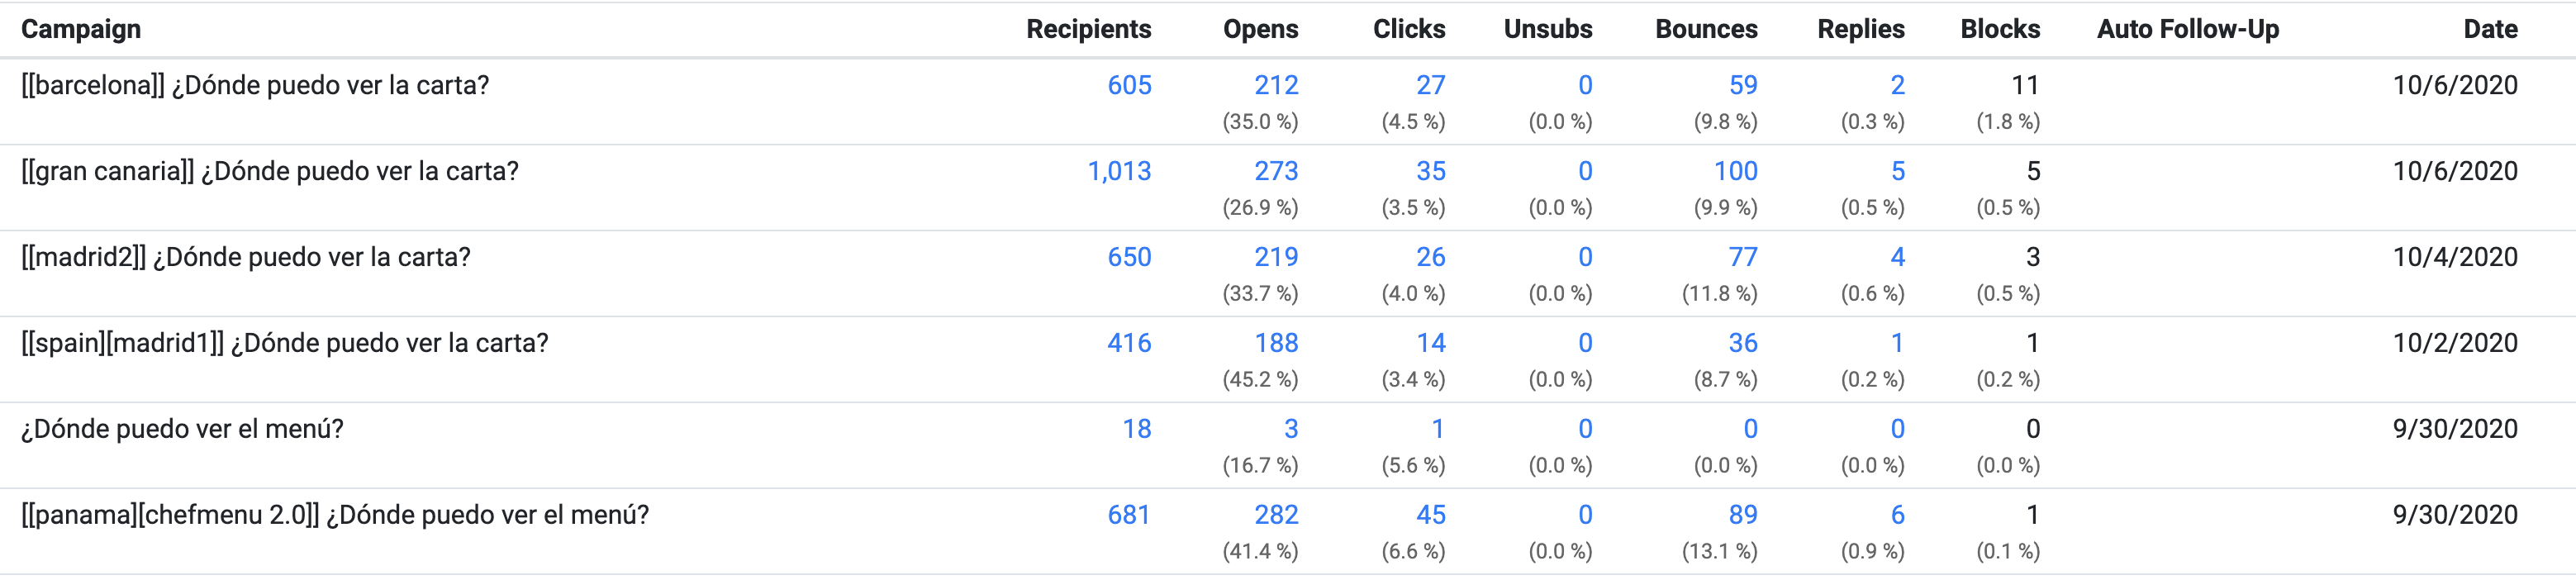 Campaign Recipients Opens Clicks Unsubs Bounces Replies Blocks Auto Follow-Up Date
[[barcelona]] ¿Dónde puedo ver la carta? 605 212 27 0 59 2 11 10/6/2020
(35.0 %) (4.5 %) (0.0 %) (9.8 %) (0.3 %) (1.8 %)
[[gran canaria]] ¿Dónde puedo ver la carta? 1,013 273 35 0 100 5 5 10/6/2020
(26.9 %) (3.5 %) (0.0 %) (9.9 %) (0.5 %) (0.5 %)
[[madrid2]] ¿Dónde puedo ver la carta? 650 219 26 0 77 4 3 10/4/2020
(33.7 %) (4.0 %) (0.0 %) (11.8 %) (0.6 %) (0.5 %)
[[spain][madrid1]] ¿Dónde puedo ver la carta? 416 188 14 0 36 1 1 10/2/2020
(45.2 %) (3.4 %) (0.0 %) (8.7 %) (0.2 %) (0.2 %)
¿Dónde puedo ver el menú? 18 3 1 0 0 0 0 9/30/2020
(16.7 %) (5.6 %) (0.0 %) (0.0 %) (0.0 %) (0.0 %)
[[panama][chefmenu 2.0]] ¿Dónde puedo ver el menú? 681 282 45 0 89 6 1 9/30/2020
(41.4 %) (6.6 %) (0.0 %) (13.1 %) (0.9 %) (0.1 %)